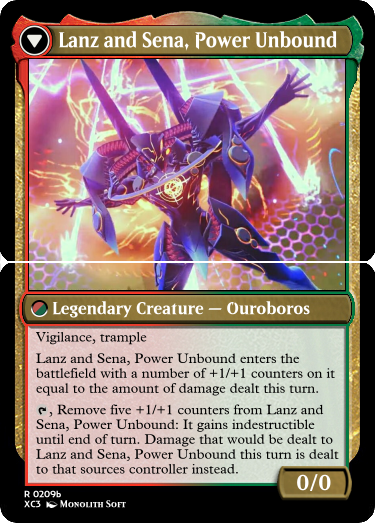 Lanz and Sena, Power Unbound
Legendary Creature — Ouroboros
Vigilance, trample
Lanz and Sena, Power Unbound enters the
battlefield with a number of +1/+1 counters on it
equal to the amount of damage dealt this turn.
, Remove five +1/+1 counters from Lanz and
Sena, Power Unbound: It gains indestructible
until end of turn. Damage that would be dealt to
Lanz and Sena, Power Unbound this turn is dealt
to that sources controller instead.
0/0
R 0209b
XC3 Monolith Soft